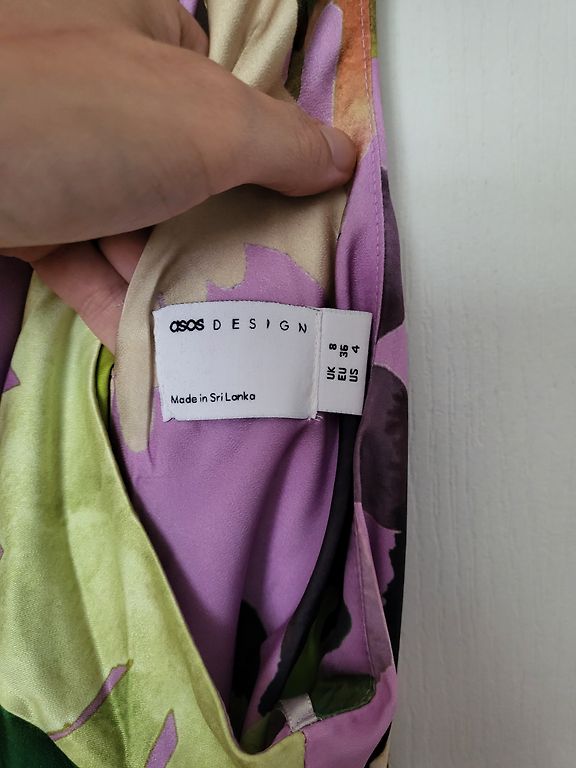 asos DESIGN
Made in Sri Lanka
UK 8
EU 36
US 4